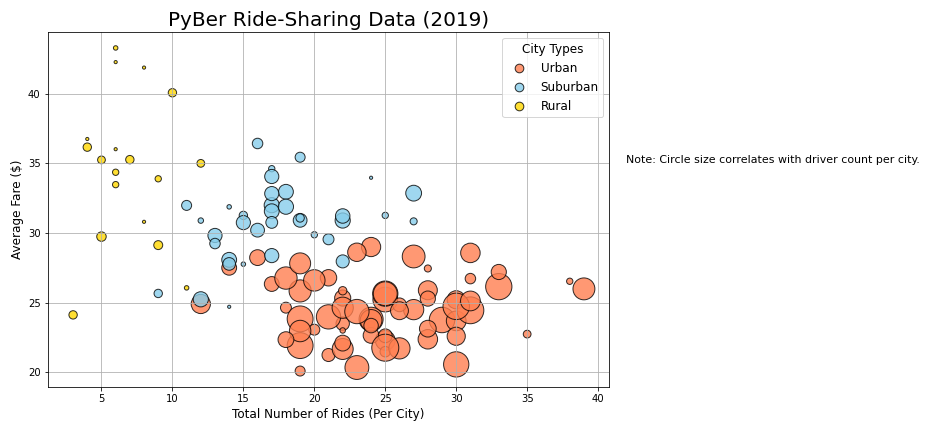 PyBer Ride-Sharing Data (2019)
City Types
Urban
Suburban
Rural
40
35
30
25
20
Average Fare ($)
5 10 15 20 25 30 35 40
Total Number of Rides (Per City)
Note: Circle size correlates with driver count per city.